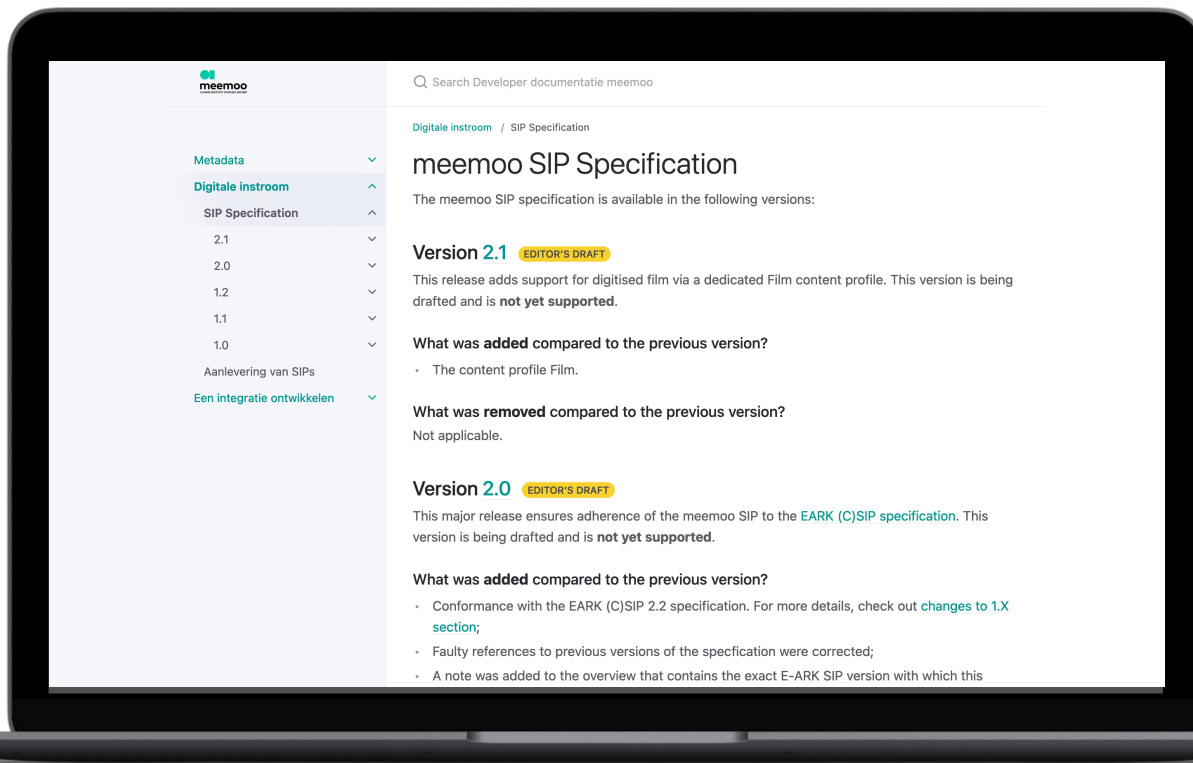 meemoo
Search Developer documentatie meemoo
Digitale instroom / SIP Specification
Metadata
Digitale instroom
SIP Specification
2.1
2.0
1.2
1.1
1.0
Aanlevering van SIPs
Een integratie ontwikkelen
meemoo SIP Specification
The meemoo SIP specification is available in the following versions:
Version 2.1 EDITOR'S DRAFT
This release adds support for digitised film via a dedicated Film content profile. This version is being
drafted and is not yet supported.
What was added compared to the previous version?
• The content profile Film.
What was removed compared to the previous version?
Not applicable.
Version 2.0 EDITOR'S DRAFT
This major release ensures adherence of the meemoo SIP to the EARK (C)SIP specification. This
version is being drafted and is not yet supported.
What was added compared to the previous version?
• Conformance with the EARK (C)SIP 2.2 specification. For more details, check out changes to 1.X
section;
• Faulty references to previous versions of the specfication were corrected;
• A note was added to the overview that contains the exact E-ARK SIP version with which this